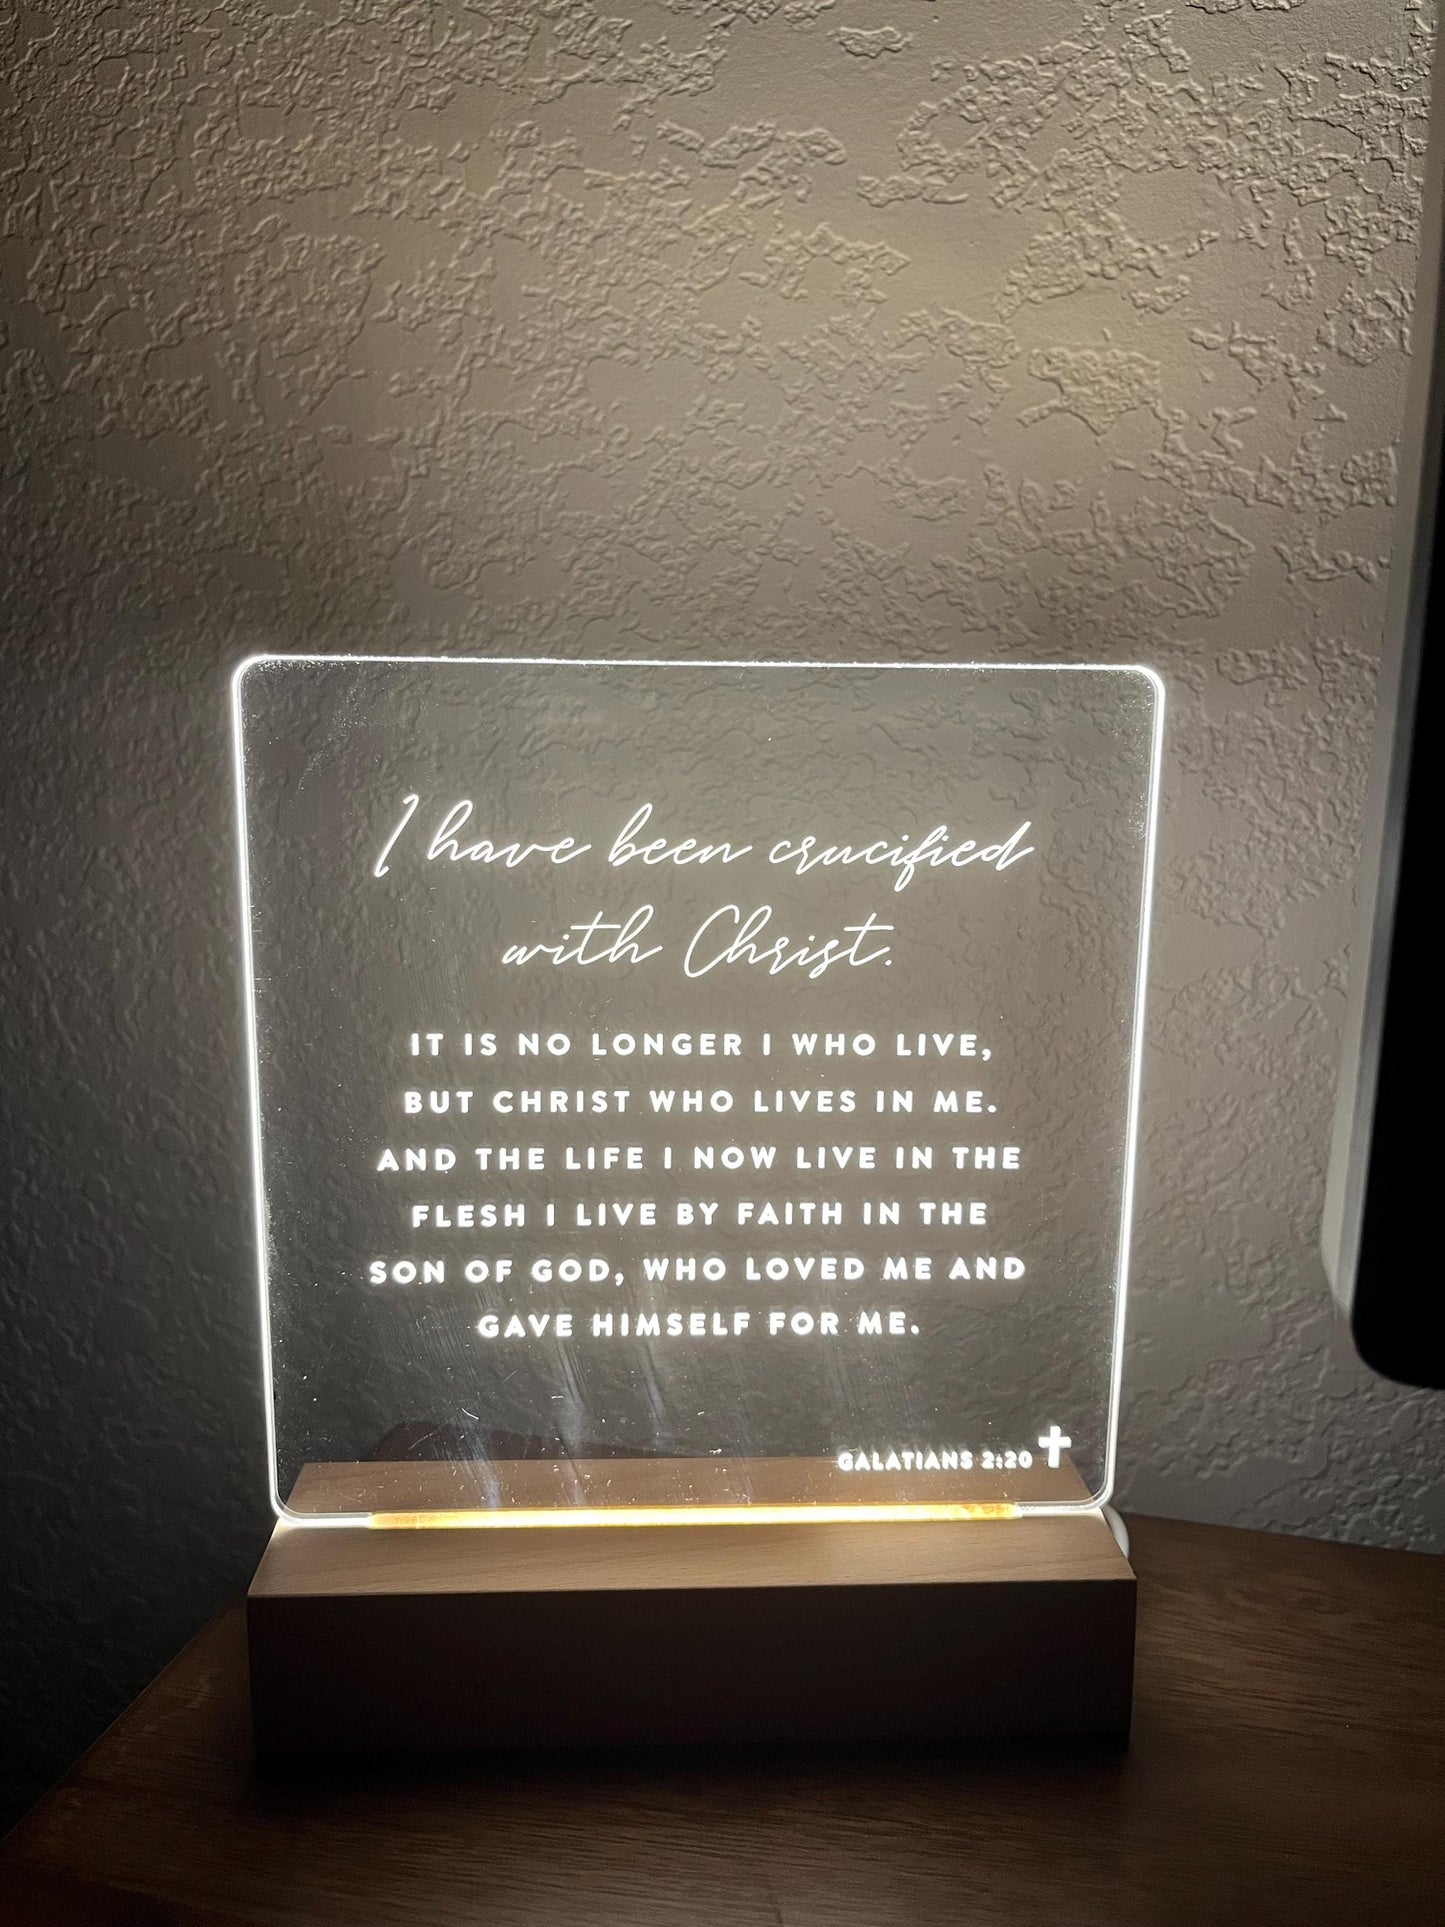 I have been crucified
with Christ.
IT IS NO LONGER I WHO LIVE,
BUT CHRIST WHO LIVES IN ME.
AND THE LIFE I NOW LIVE IN THE
FLESH I LIVE BY FAITH IN THE
SON OF GOD, WHO LOVED ME AND
GAVE HIMSELF FOR ME.
GALATIANS 2:20